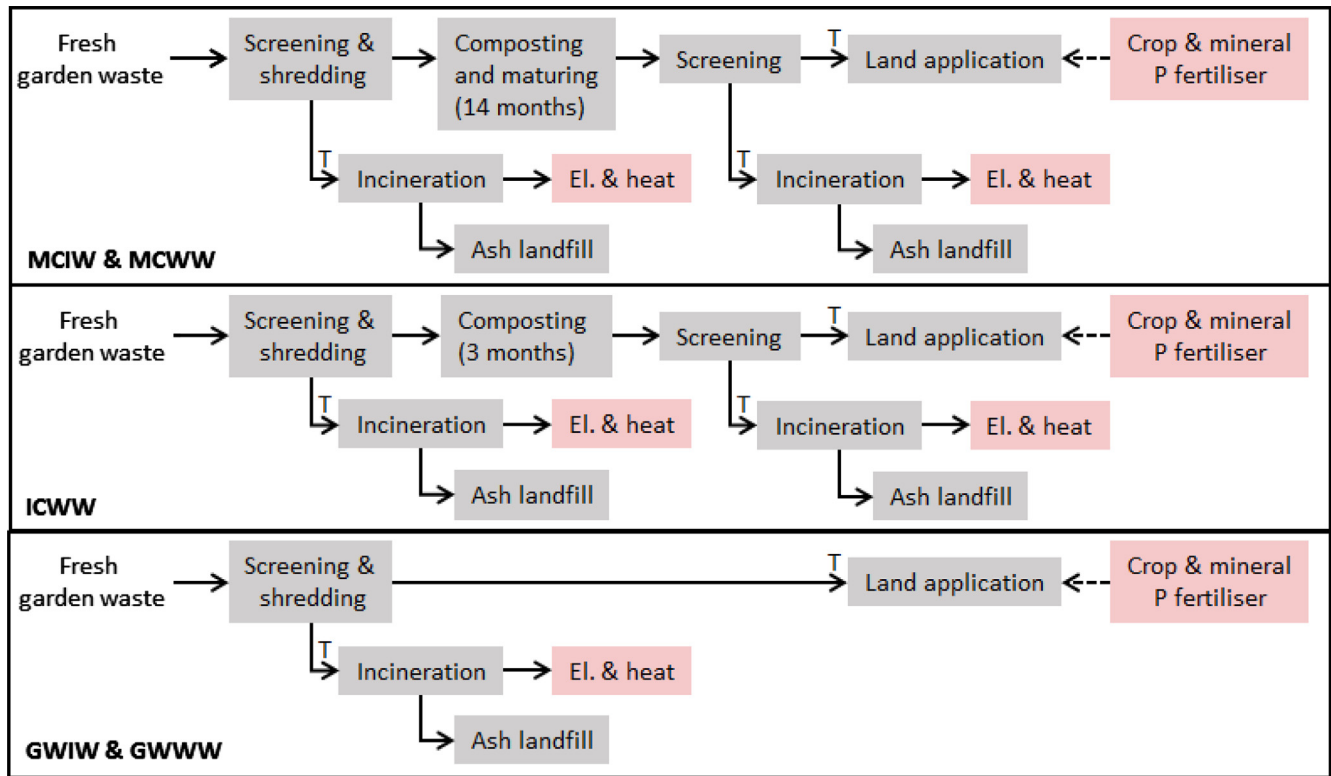 Fresh
garden waste
Screening &
shredding
Composting
and maturing
(14 months)
Screening
T
Land application
Crop & mineral
P fertiliser
T
Incineration
El. & heat
T
Incineration
El. & heat
Ash landfill
Ash landfill
MCIW & MCWW
Fresh
garden waste
Screening &
shredding
Composting
(3 months)
Screening
T
Land application
Crop & mineral
P fertiliser
T
Incineration
El. & heat
T
Incineration
El. & heat
Ash landfill
Ash landfill
ICWW
Fresh
garden waste
Screening &
shredding
T
Land application
Crop & mineral
P fertiliser
T
Incineration
El. & heat
Ash landfill
GWIW & GWWW